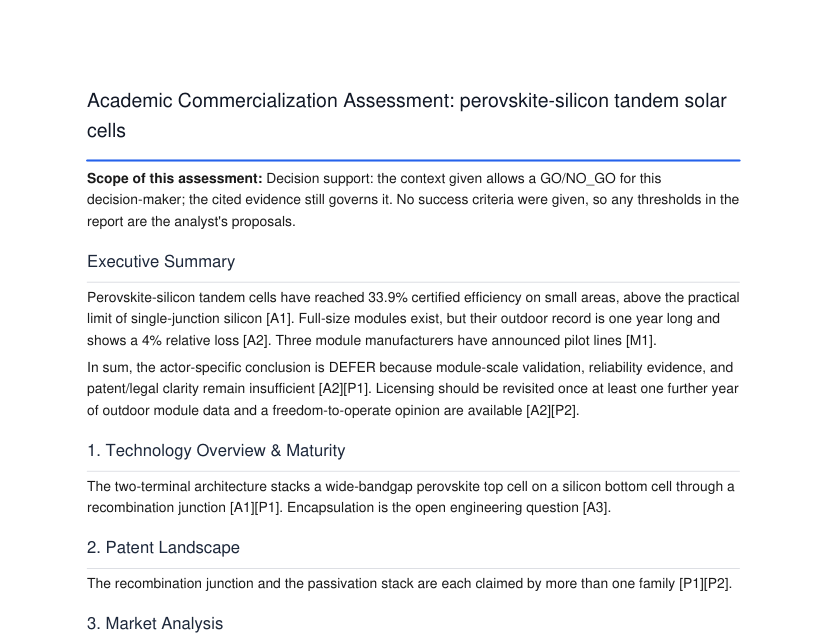 Academic Commercialization Assessment: perovskite-silicon tandem solar
cells
Scope of this assessment: Decision support: the context given allows a GO/NO_GO for this
decision-maker; the cited evidence still governs it. No success criteria were given, so any thresholds in the
report are the analyst's proposals.
Executive Summary
Perovskite-silicon tandem cells have reached 33.9% certified efficiency on small areas, above the practical
limit of single-junction silicon [A1]. Full-size modules exist, but their outdoor record is one year long and
shows a 4% relative loss [A2]. Three module manufacturers have announced pilot lines [M1].
In sum, the actor-specific conclusion is DEFER because module-scale validation, reliability evidence, and
patent/legal clarity remain insufficient [A2][P1]. Licensing should be revisited once at least one further year
of outdoor module data and a freedom-to-operate opinion are available [A2][P2].
1. Technology Overview & Maturity
The two-terminal architecture stacks a wide-bandgap perovskite top cell on a silicon bottom cell through a
recombination junction [A1][P1]. Encapsulation is the open engineering question [A3].
2. Patent Landscape
The recombination junction and the passivation stack are each claimed by more than one family [P1][P2].
3. Market Analysis